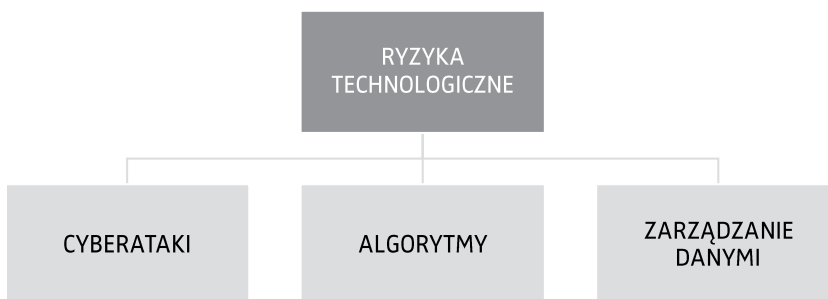 RYZYKA
TECHNOLOGICZNE
CYBERATAKI
ALGORYTMY
ZARZĄDZANIE
DANYMI